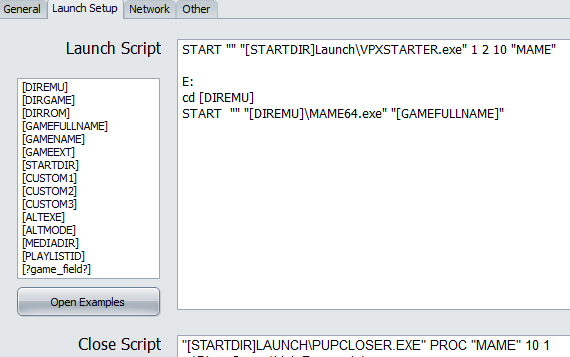 General Launch Setup Network Other
Launch Script
START "" "[STARTDIR]Launch\VPXSTARTER.exe" 1 2 10 "MAME"
E:
cd [DIREMU]
START "" "[DIREMU]\MAME64.exe" "[GAMEFULLNAME]"
[DIREMU]
[DIRGAME]
[DIRROM]
[GAMEFULLNAME]
[GAMENAME]
[GAMEEXT]
[STARTDIR]
[CUSTOM1]
[CUSTOM2]
[CUSTOM3]
[ALTEXE]
[ALTMODE]
[MEDIADIR]
[PLAYLISTID]
[?game_field?]
Open Examples
Close Script
"[STARTDIR]LAUNCH\PUPCLOSER.EXE" PROC "MAME" 10 1